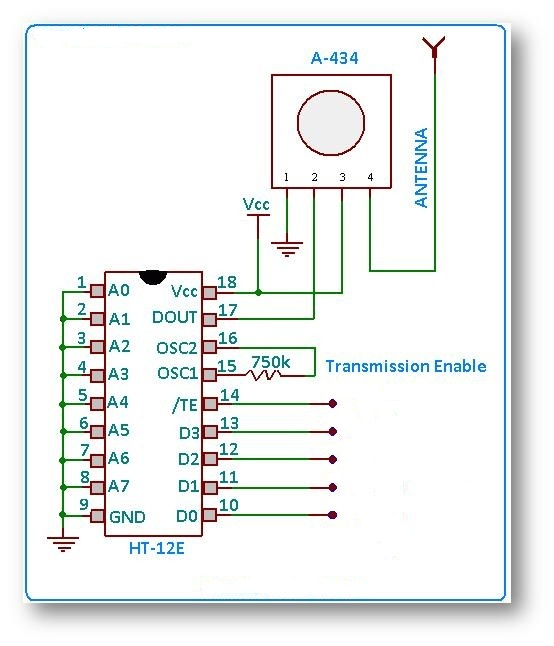 A-434
1 2 3 4
ANTENNA
Vcc
1 A0 Vcc 18
2 A1 DOUT 17
3 A2 OSC2 16
4 A3 OSC1 15 750k
Transmission Enable
5 A4 /TE 14
6 A5 D3 13
7 A6 D2 12
8 A7 D1 11
9 GND D0 10
HT-12E